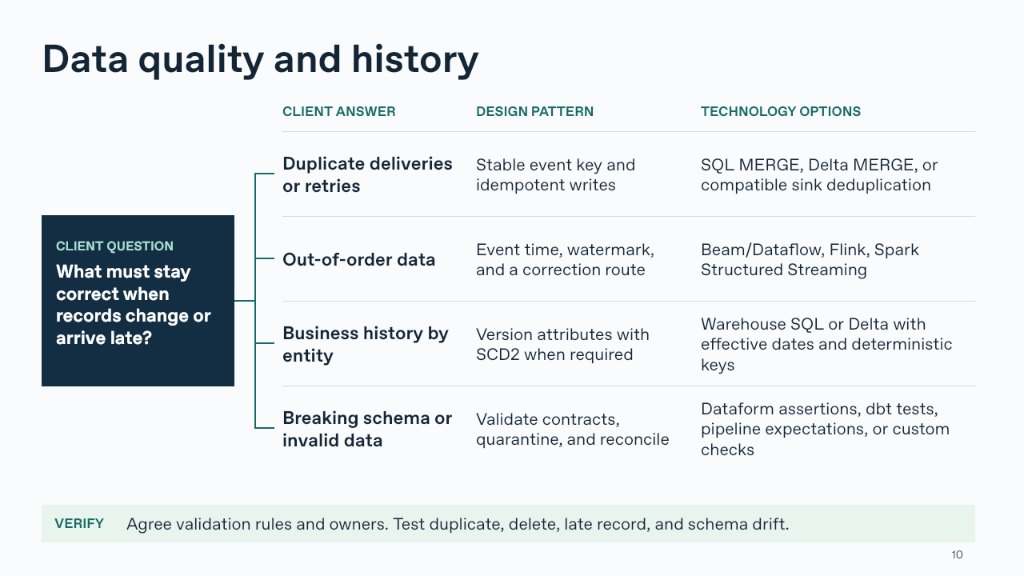 Data quality and history
CLIENT ANSWER
DESIGN PATTERN
TECHNOLOGY OPTIONS
CLIENT QUESTION
What must stay
correct when
records change or
arrive late?
Duplicate deliveries
or retries
Stable event key and
idempotent writes
SQL MERGE, Delta MERGE, or
compatible sink deduplication
Out-of-order data
Event time, watermark,
and a correction route
Beam/Dataflow, Flink, Spark
Structured Streaming
Business history by
entity
Version attributes with
SCD2 when required
Warehouse SQL or Delta with
effective dates and deterministic
keys
Breaking schema or
invalid data
Validate contracts,
quarantine, and reconcile
Dataform assertions, dbt tests,
pipeline expectations, or custom
checks
VERIFY Agree validation rules and owners. Test duplicate, delete, late record, and schema drift.
10